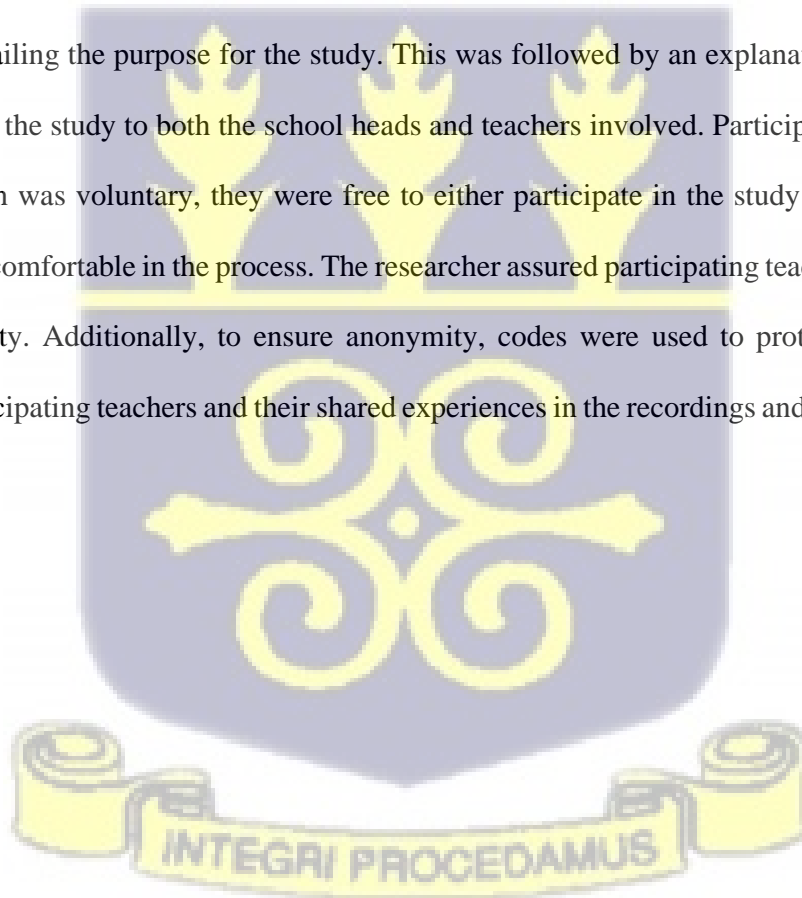 ailing the purpose for the study. This was followed by an explana
the study to both the school heads and teachers involved. Particip
n was voluntary, they were free to either participate in the study
comfortable in the process. The researcher assured participating tea
ty. Additionally, to ensure anonymity, codes were used to prot
cipating teachers and their shared experiences in the recordings and
INTEGRI PROCEDAMUS